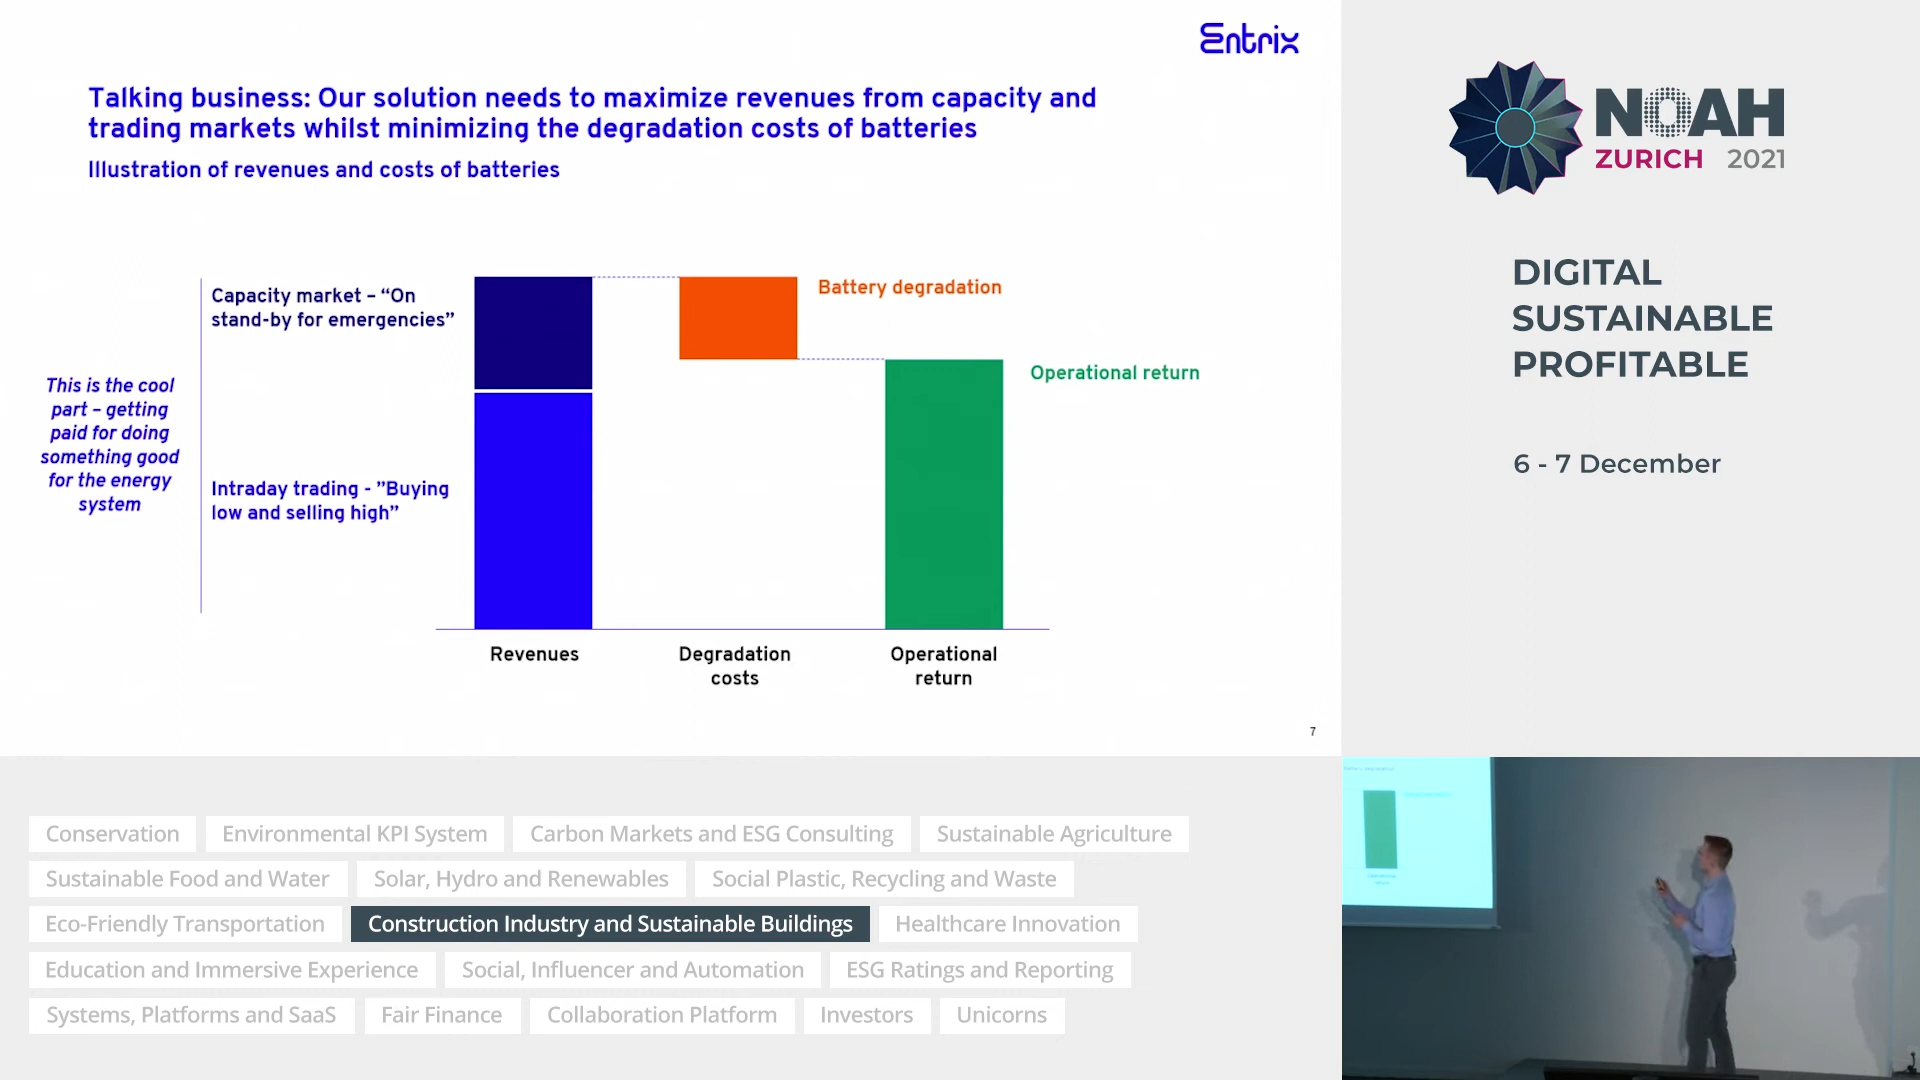 Entrix
Talking business: Our solution needs to maximize revenues from capacity and
trading markets whilst minimizing the degradation costs of batteries
Illustration of revenues and costs of batteries
This is the cool
part – getting
paid for doing
something good
for the energy
system
Capacity market – “On
stand-by for emergencies”
Intraday trading - ”Buying
low and selling high”
Battery degradation
Operational return
Revenues
Degradation
costs
Operational
return
7
NOAH
ZURICH 2021
DIGITAL
SUSTAINABLE
PROFITABLE
6 - 7 December
Conservation
Environmental KPI System
Carbon Markets and ESG Consulting
Sustainable Agriculture
Sustainable Food and Water
Solar, Hydro and Renewables
Social Plastic, Recycling and Waste
Eco-Friendly Transportation
Construction Industry and Sustainable Buildings
Healthcare Innovation
Education and Immersive Experience
Social, Influencer and Automation
ESG Ratings and Reporting
Systems, Platforms and SaaS
Fair Finance
Collaboration Platform
Investors
Unicorns